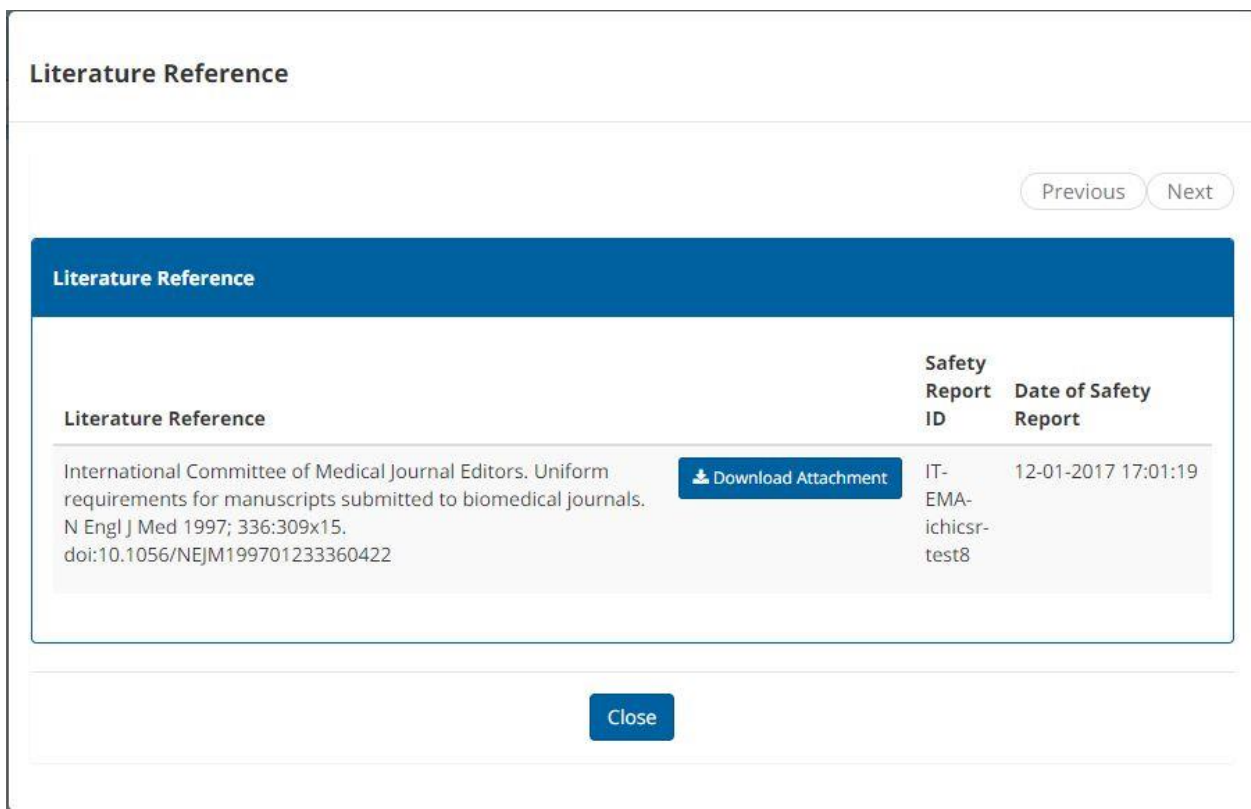 Literature Reference
Previous
Next
Literature Reference
Literature Reference
Safety
Report
ID
Date of Safety
Report
International Committee of Medical Journal Editors. Uniform
requirements for manuscripts submitted to biomedical journals.
N Engl J Med 1997; 336:309x15.
doi:10.1056/NEJM199701233360422
Download Attachment
IT-
EMA-
ichicsr-
test8
12-01-2017 17:01:19
Close